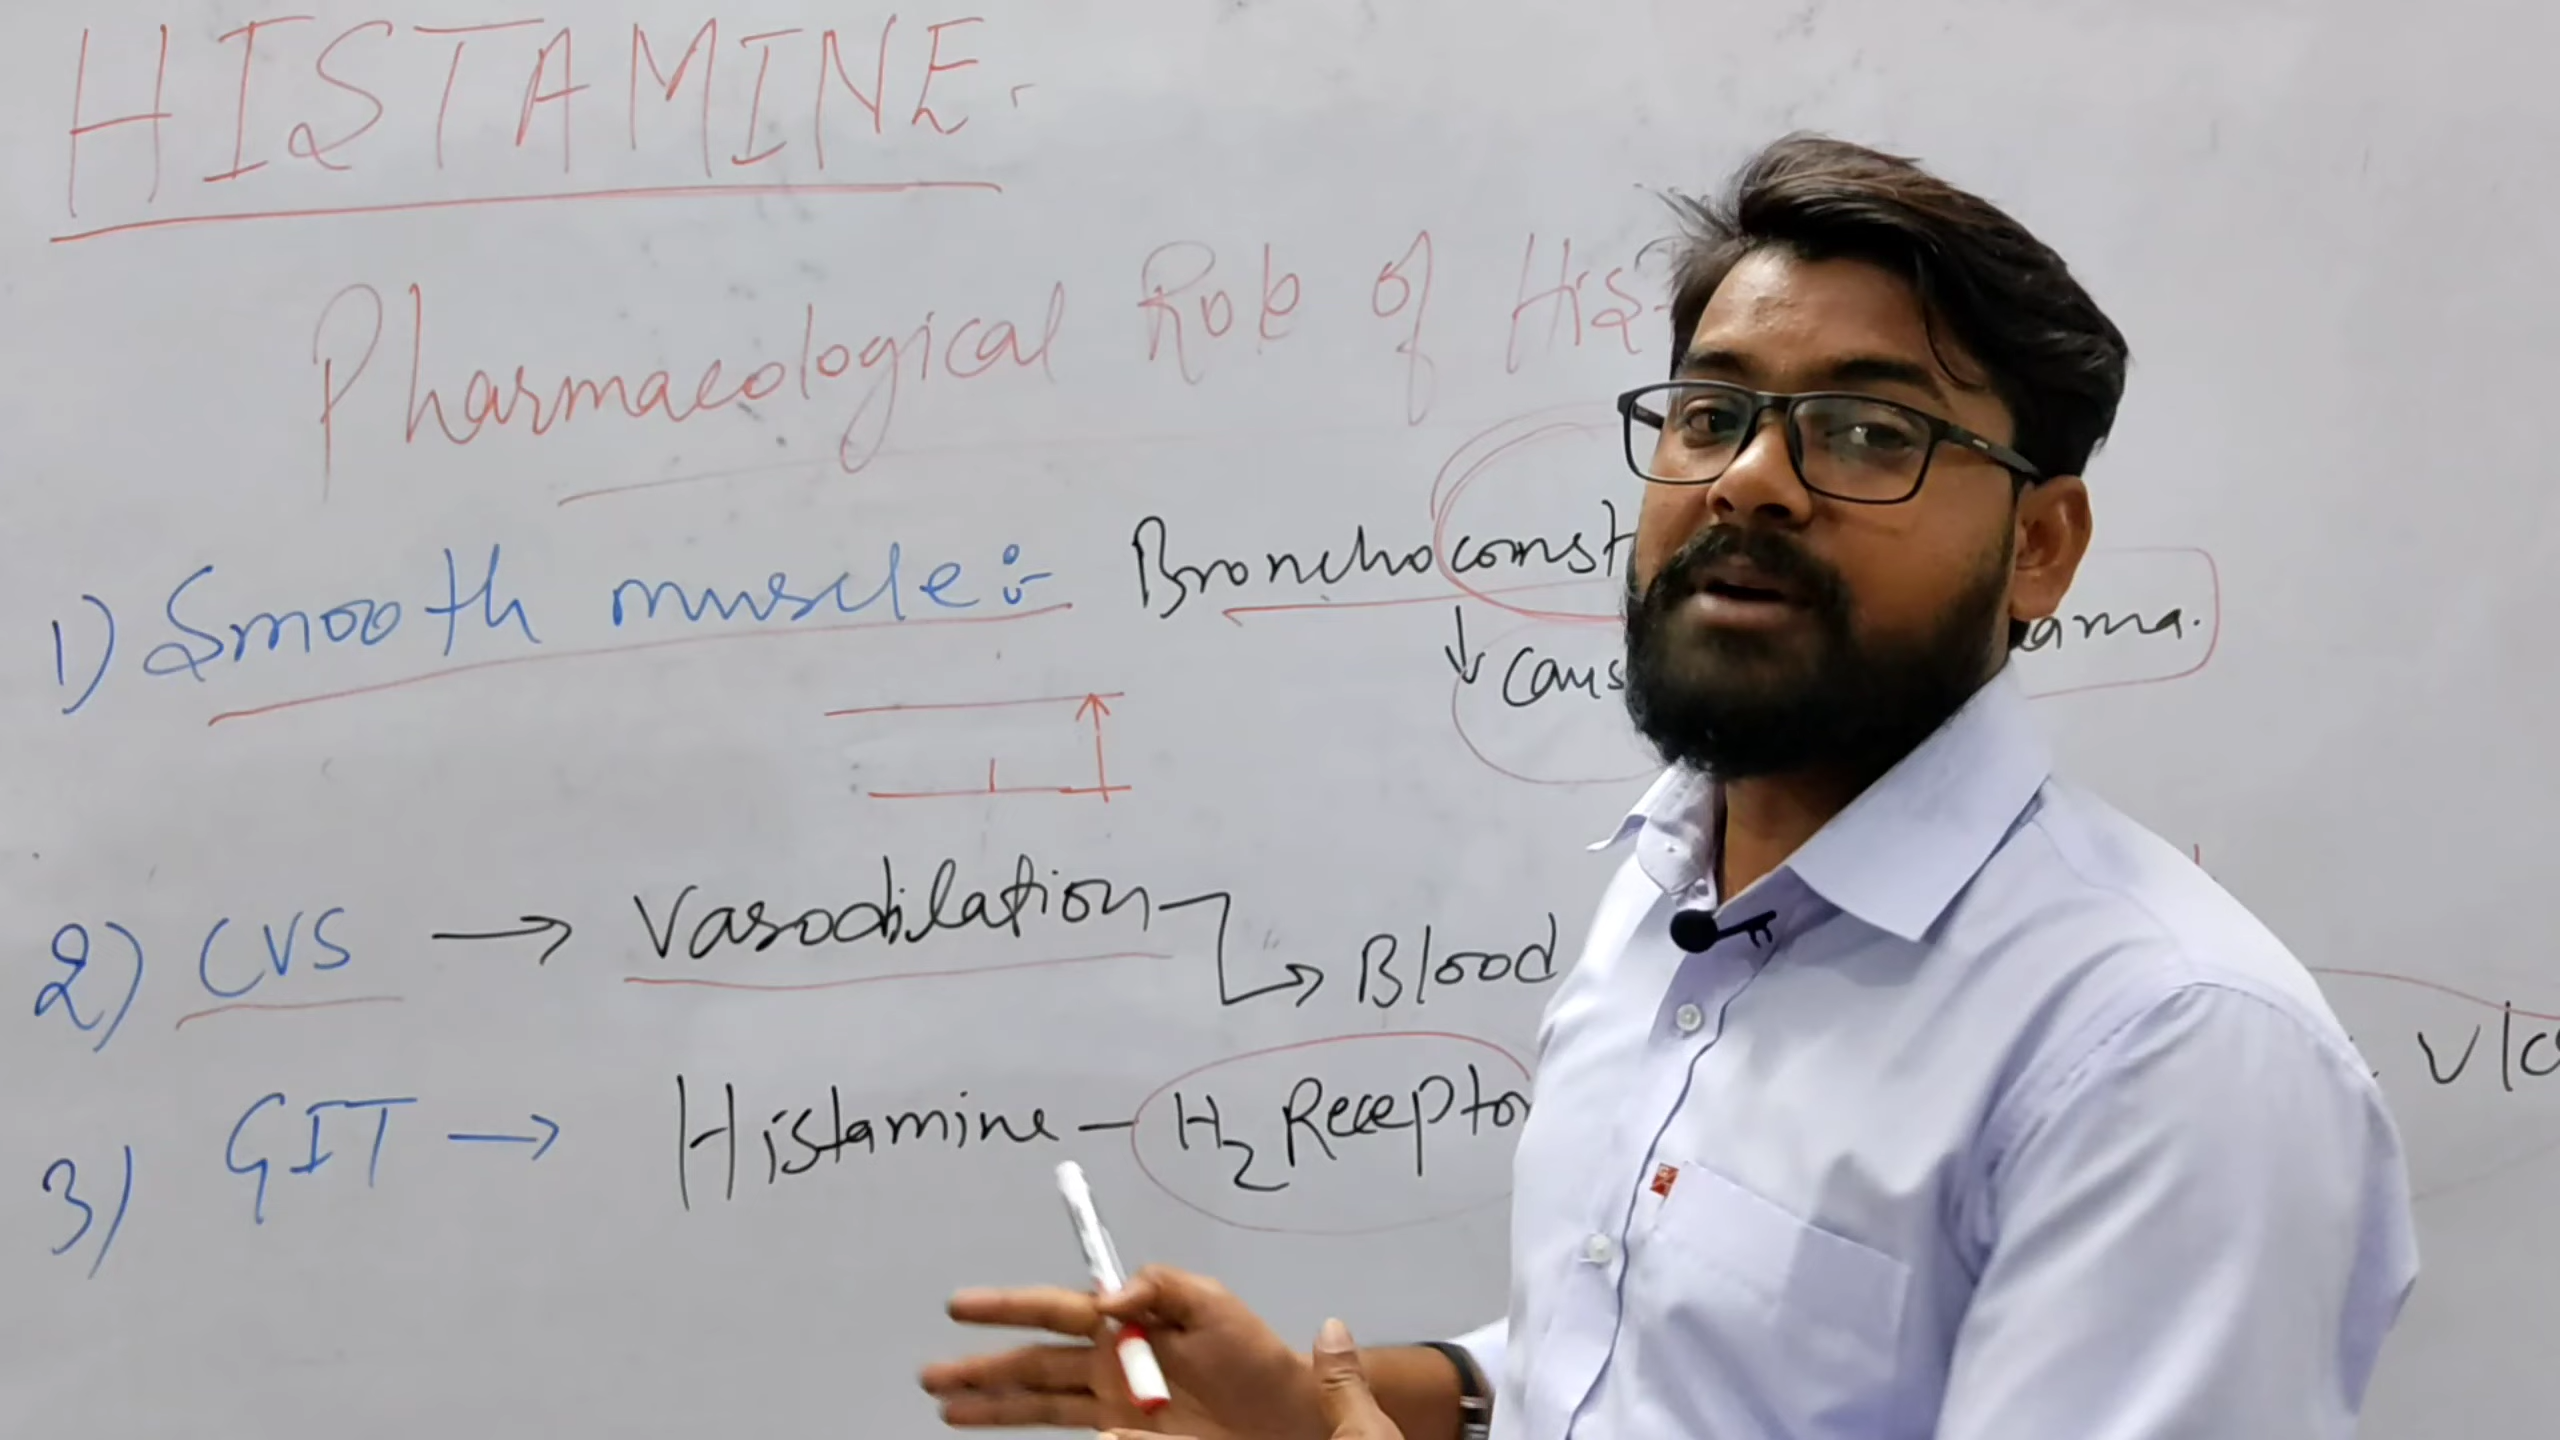 HISTAMINE.
Pharmacological Role of His
1) Smooth muscle:- Bronchoconst
↓ Caus ama.
2) CVS → Vasodilation
→ Blood
3) GIT → Histamine - H2 Receptor